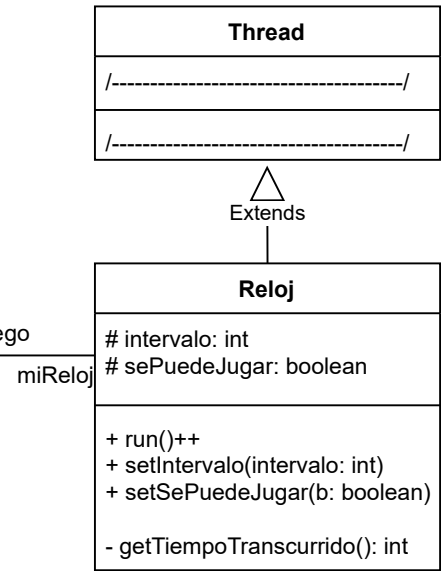 Thread
/--------------------------------------/
/--------------------------------------/
Extends
Reloj
ego
# intervalo: int
# sePuedeJugar: boolean
miReloj
+ run()++
+ setIntervalo(intervalo: int)
+ setSePuedeJugar(b: boolean)
- getTiempoTranscurrido(): int